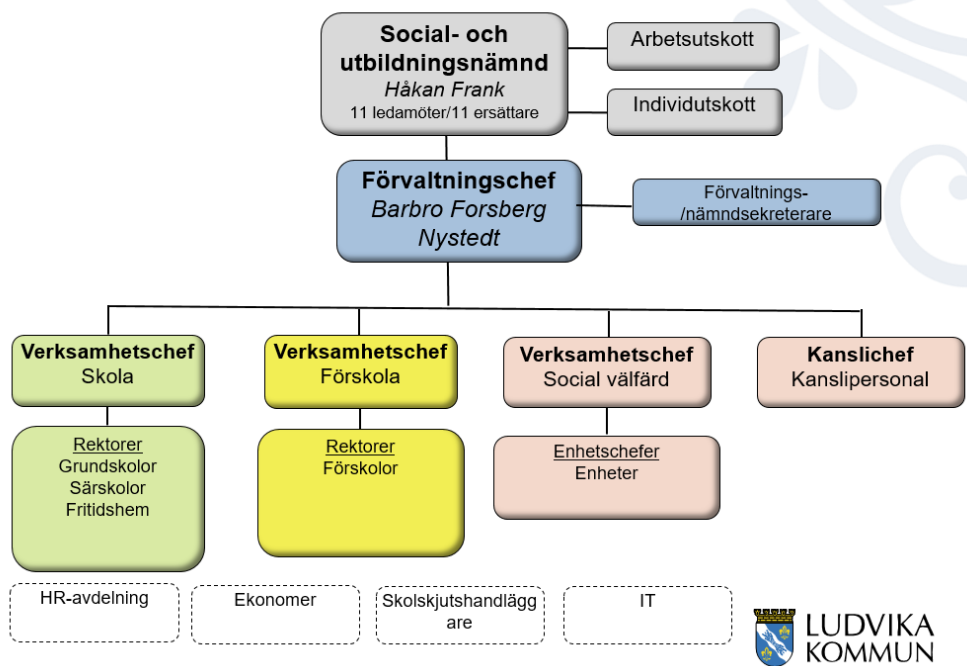 Social- och
utbildningsnämnd
Håkan Frank
11 ledamöter/11 ersättare
Arbetsutskott
Individutskott
Förvaltningschef
Barbro Forsberg
Nystedt
Förvaltnings-
/nämndsekreterare
Verksamhetschef
Skola
Verksamhetschef
Förskola
Verksamhetschef
Social välfärd
Kanslichef
Kanslipersonal
Rektorer
Grundskolor
Särskolor
Fritidshem
Rektorer
Förskolor
Enhetschefer
Enheter
HR-avdelning
Ekonomer
Skolskjutshandlägg
are
IT
LUDVIKA
KOMMUN